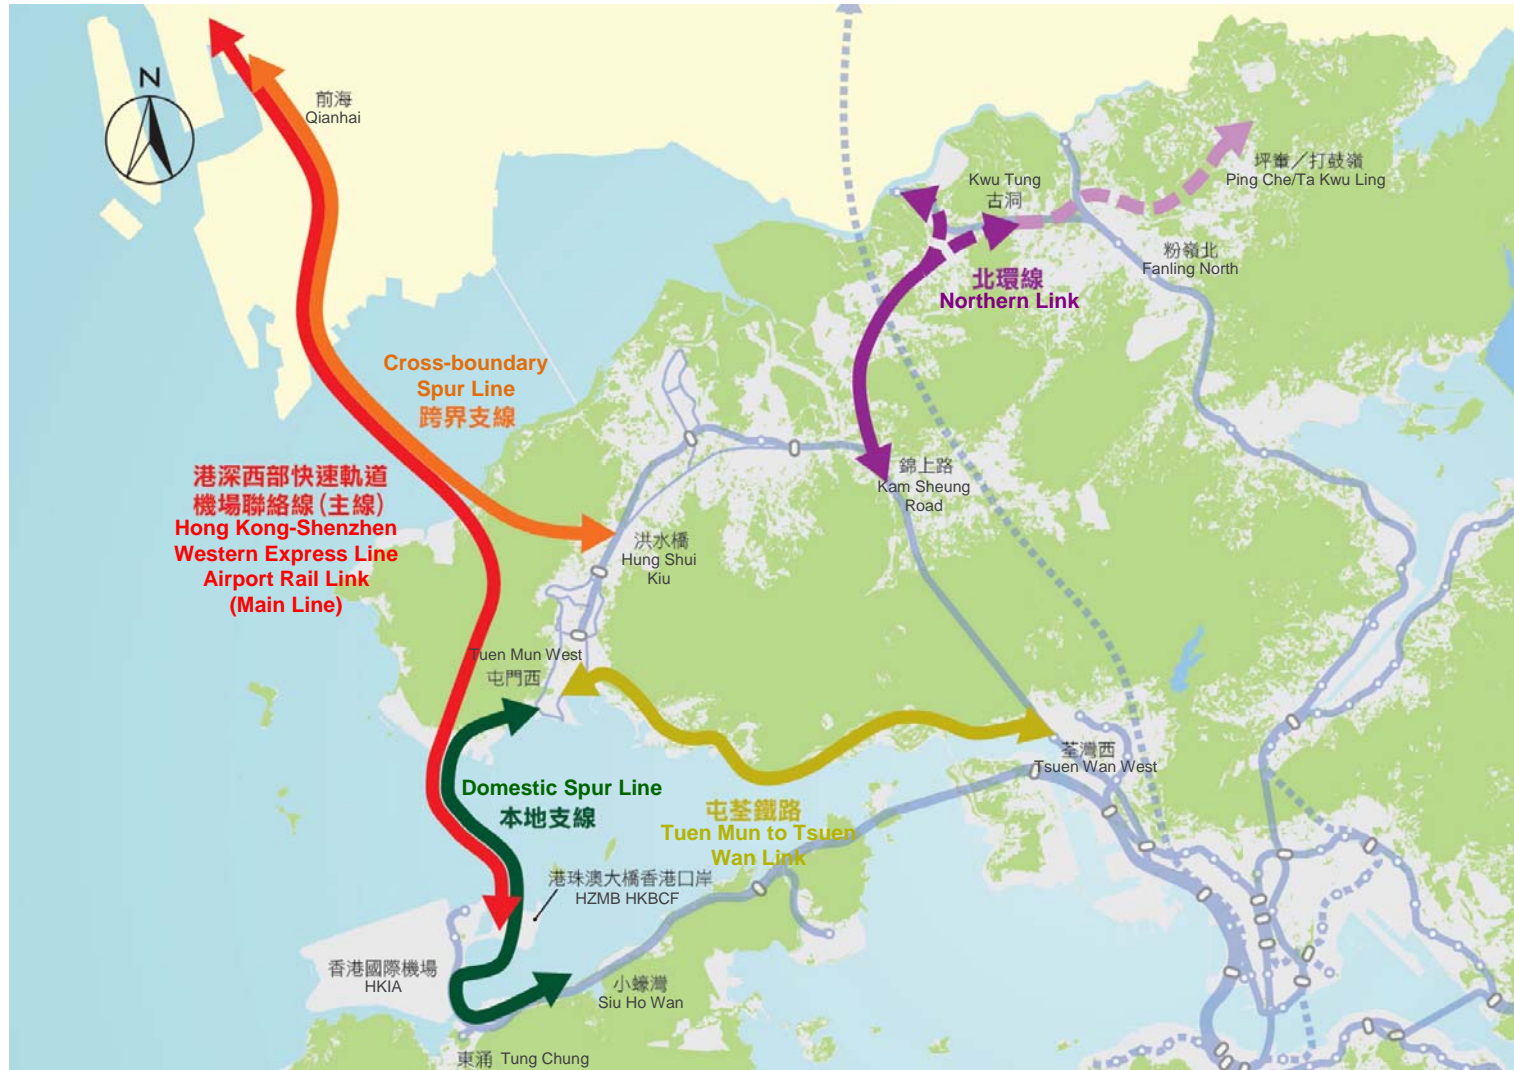 N
前海
Qianhai
Kwu Tung
古洞
坪輋／打鼓嶺
Ping Che/Ta Kwu Ling
粉嶺北
Fanling North
北環線
Northern Link
Cross-boundary
Spur Line
跨界支線
港深西部快速軌道
機場聯絡線(主線)
Hong Kong-Shenzhen
Western Express Line
Airport Rail Link
(Main Line)
錦上路
Kam Sheung
Road
洪水橋
Hung Shui
Kiu
Tuen Mun West
屯門西
荃灣西
Tsuen Wan West
Domestic Spur Line
本地支線
屯荃鐵路
Tuen Mun to Tsuen
Wan Link
港珠澳大橋香港口岸
HZMB HKBCF
香港國際機場
HKIA
小蠔灣
Siu Ho Wan
東涌 Tung Chung